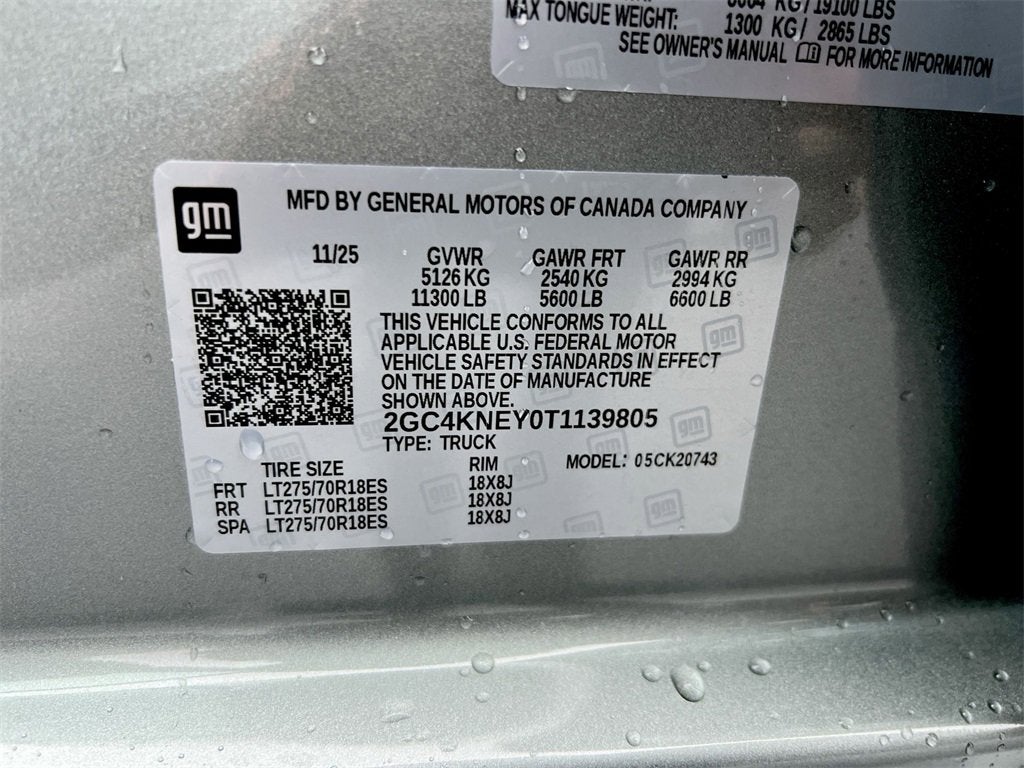 KG/19100 LBS
MAX TONGUE WEIGHT: 1300 KG/ 2865 LBS
SEE OWNER'S MANUAL FOR MORE INFORMATION
gm
MFD BY GENERAL MOTORS OF CANADA COMPANY
11/25 GVWR GAWR FRT GAWR RR
5126 KG 2540 KG 2994 KG
11300 LB 5600 LB 6600 LB
THIS VEHICLE CONFORMS TO ALL
APPLICABLE U.S. FEDERAL MOTOR
VEHICLE SAFETY STANDARDS IN EFFECT
ON THE DATE OF MANUFACTURE
SHOWN ABOVE.
2GC4KNEY0T1139805
TYPE: TRUCK
MODEL: 05CK20743
TIRE SIZE RIM
FRT LT275/70R18ES 18X8J
RR LT275/70R18ES 18X8J
SPA LT275/70R18ES 18X8J